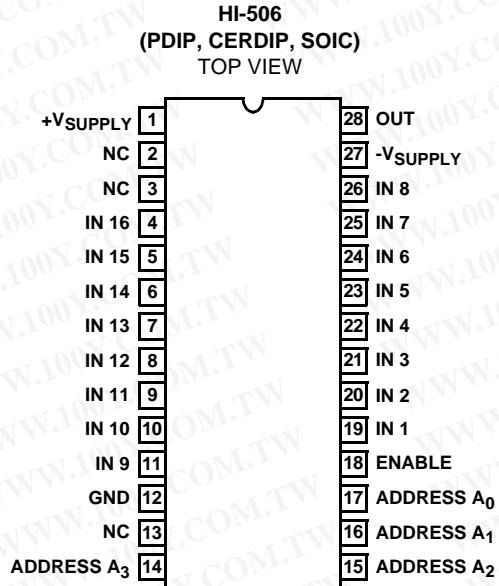 HI-506
(PDIP, CERDIP, SOIC)
TOP VIEW
+VSUPPLY 1 28 OUT
NC 2 27 -VSUPPLY
NC 3 26 IN 8
IN 16 4 25 IN 7
IN 15 5 24 IN 6
IN 14 6 23 IN 5
IN 13 7 22 IN 4
IN 12 8 21 IN 3
IN 11 9 20 IN 2
IN 10 10 19 IN 1
IN 9 11 18 ENABLE
GND 12 17 ADDRESS A0
NC 13 16 ADDRESS A1
ADDRESS A3 14 15 ADDRESS A2
WWW.100Y.COM.TW